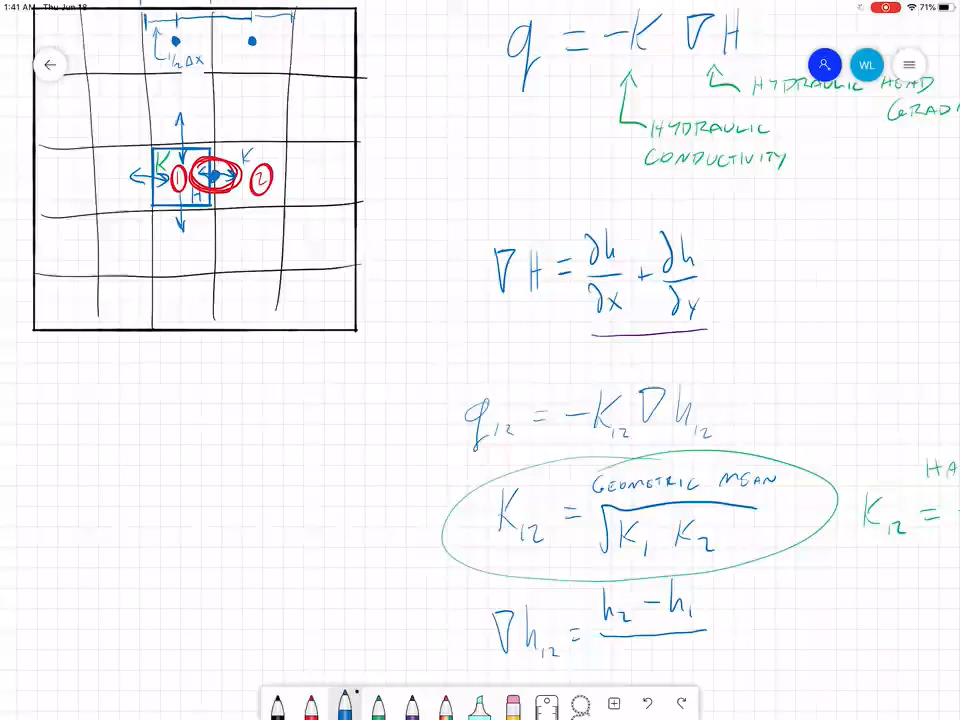 1:41 AM Thu Jun 18
71%
WL
½ Δx
K
K
1
2
H
q = -K ∇H
HYDRAULIC HEAD
GRADI
HYDRAULIC
CONDUCTIVITY
∇H = ∂h/∂x + ∂h/∂y
q₁₂ = -K₁₂ ∇h₁₂
GEOMETRIC MEAN
K₁₂ = √K₁ K₂
HA
K₁₂ =
∇h₁₂ = h₂ - h₁